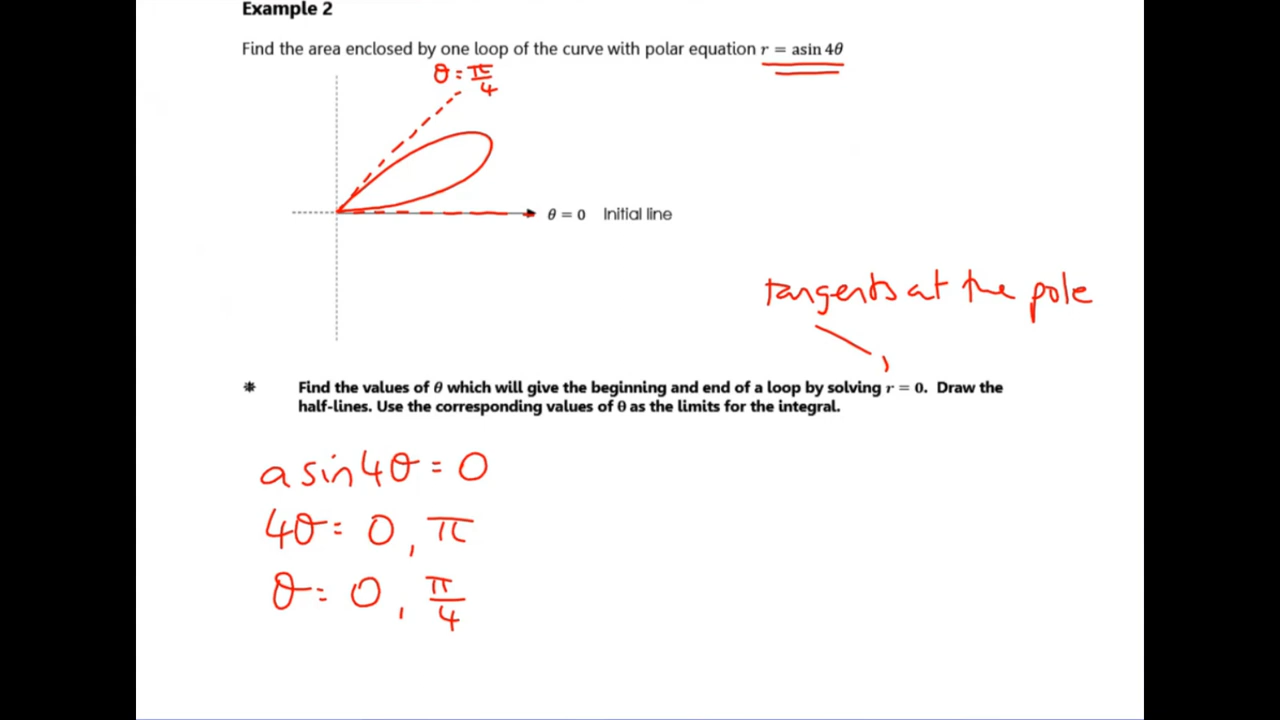 Example 2
Find the area enclosed by one loop of the curve with polar equation r = asin 4θ
θ = π/4
θ = 0 Initial line
tangents at the pole
* Find the values of θ which will give the beginning and end of a loop by solving r = 0. Draw the
half-lines. Use the corresponding values of θ as the limits for the integral.
a sin 4θ = 0
4θ = 0, π
θ = 0, π/4